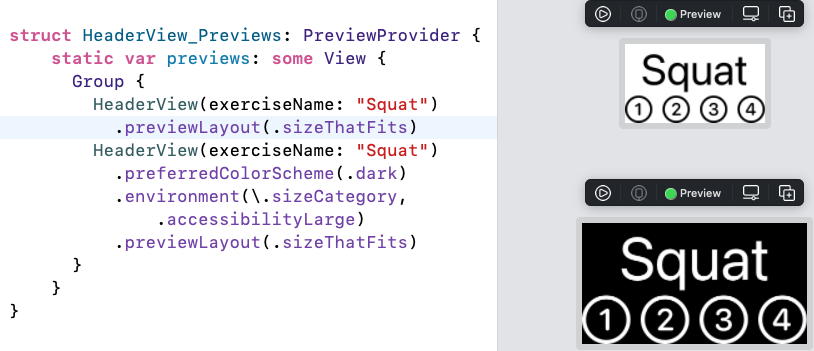 struct HeaderView_Previews: PreviewProvider {
    static var previews: some View {
      Group {
        HeaderView(exerciseName: "Squat")
          .previewLayout(.sizeThatFits)
        HeaderView(exerciseName: "Squat")
          .preferredColorScheme(.dark)
          .environment(\.sizeCategory,
              .accessibilityLarge)
          .previewLayout(.sizeThatFits)
      }
    }
}
Preview
Squat
1 2 3 4
Preview
Squat
1 2 3 4